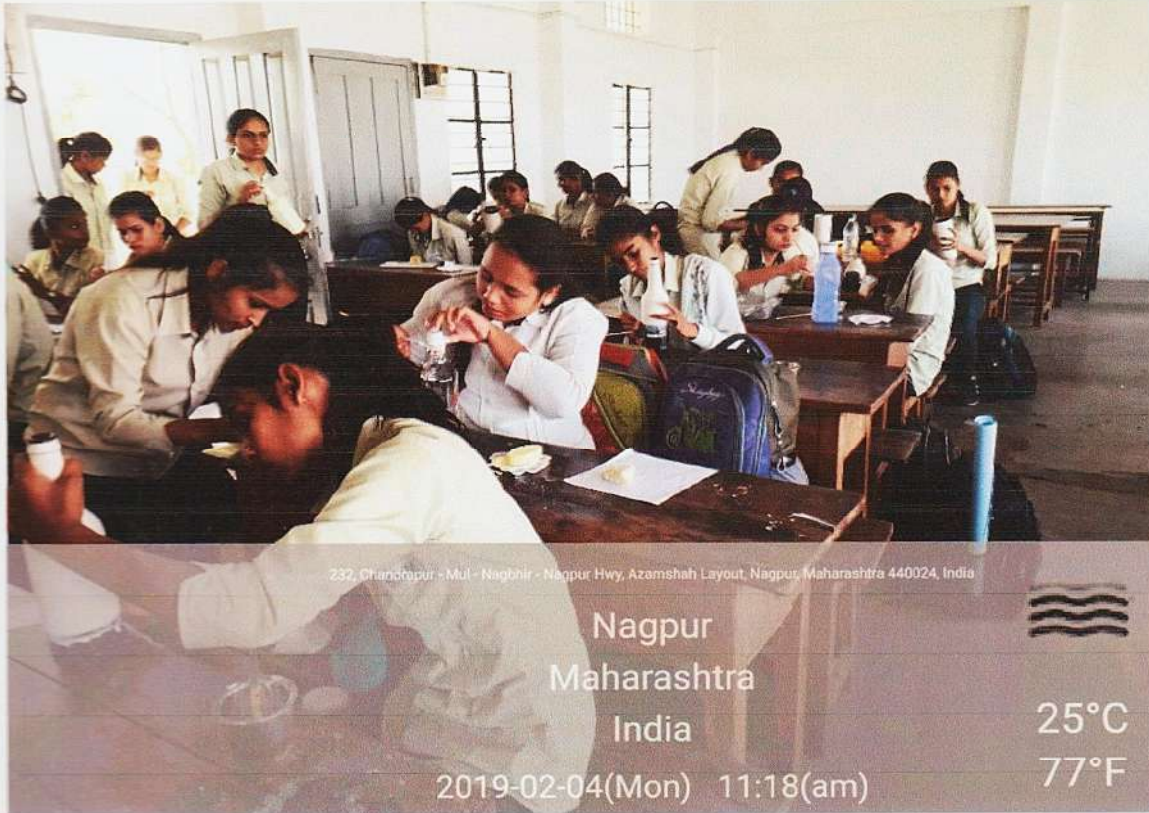 232, Chandrapur - Mul - Nagbhir - Nagpur Hwy, Azamshah Layout, Nagpur, Maharashtra 440024, India
Nagpur
Maharashtra
India
25°C
2019-02-04(Mon) 11:18(am)
77°F